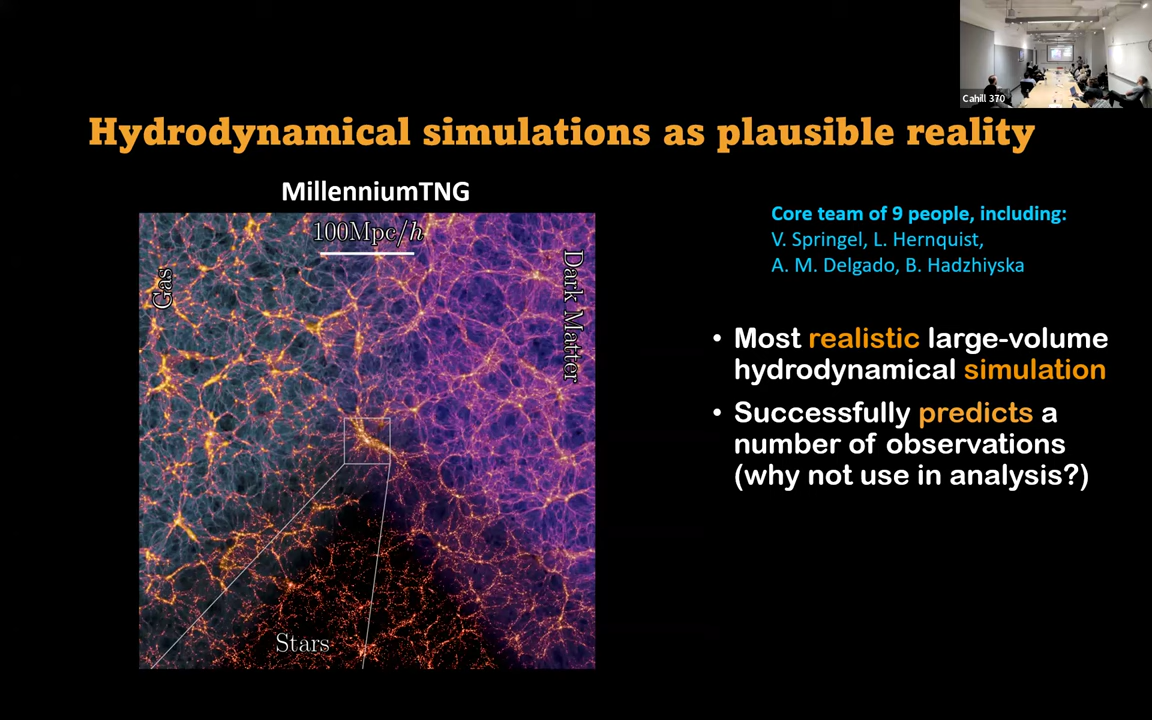 Cahill 370
Hydrodynamical simulations as plausible reality
MillenniumTNG
100Mpc/h
Gas
Dark Matter
Stars
Core team of 9 people, including:
V. Springel, L. Hernquist,
A. M. Delgado, B. Hadzhiyska
• Most realistic large-volume
hydrodynamical simulation
• Successfully predicts a
number of observations
(why not use in analysis?)